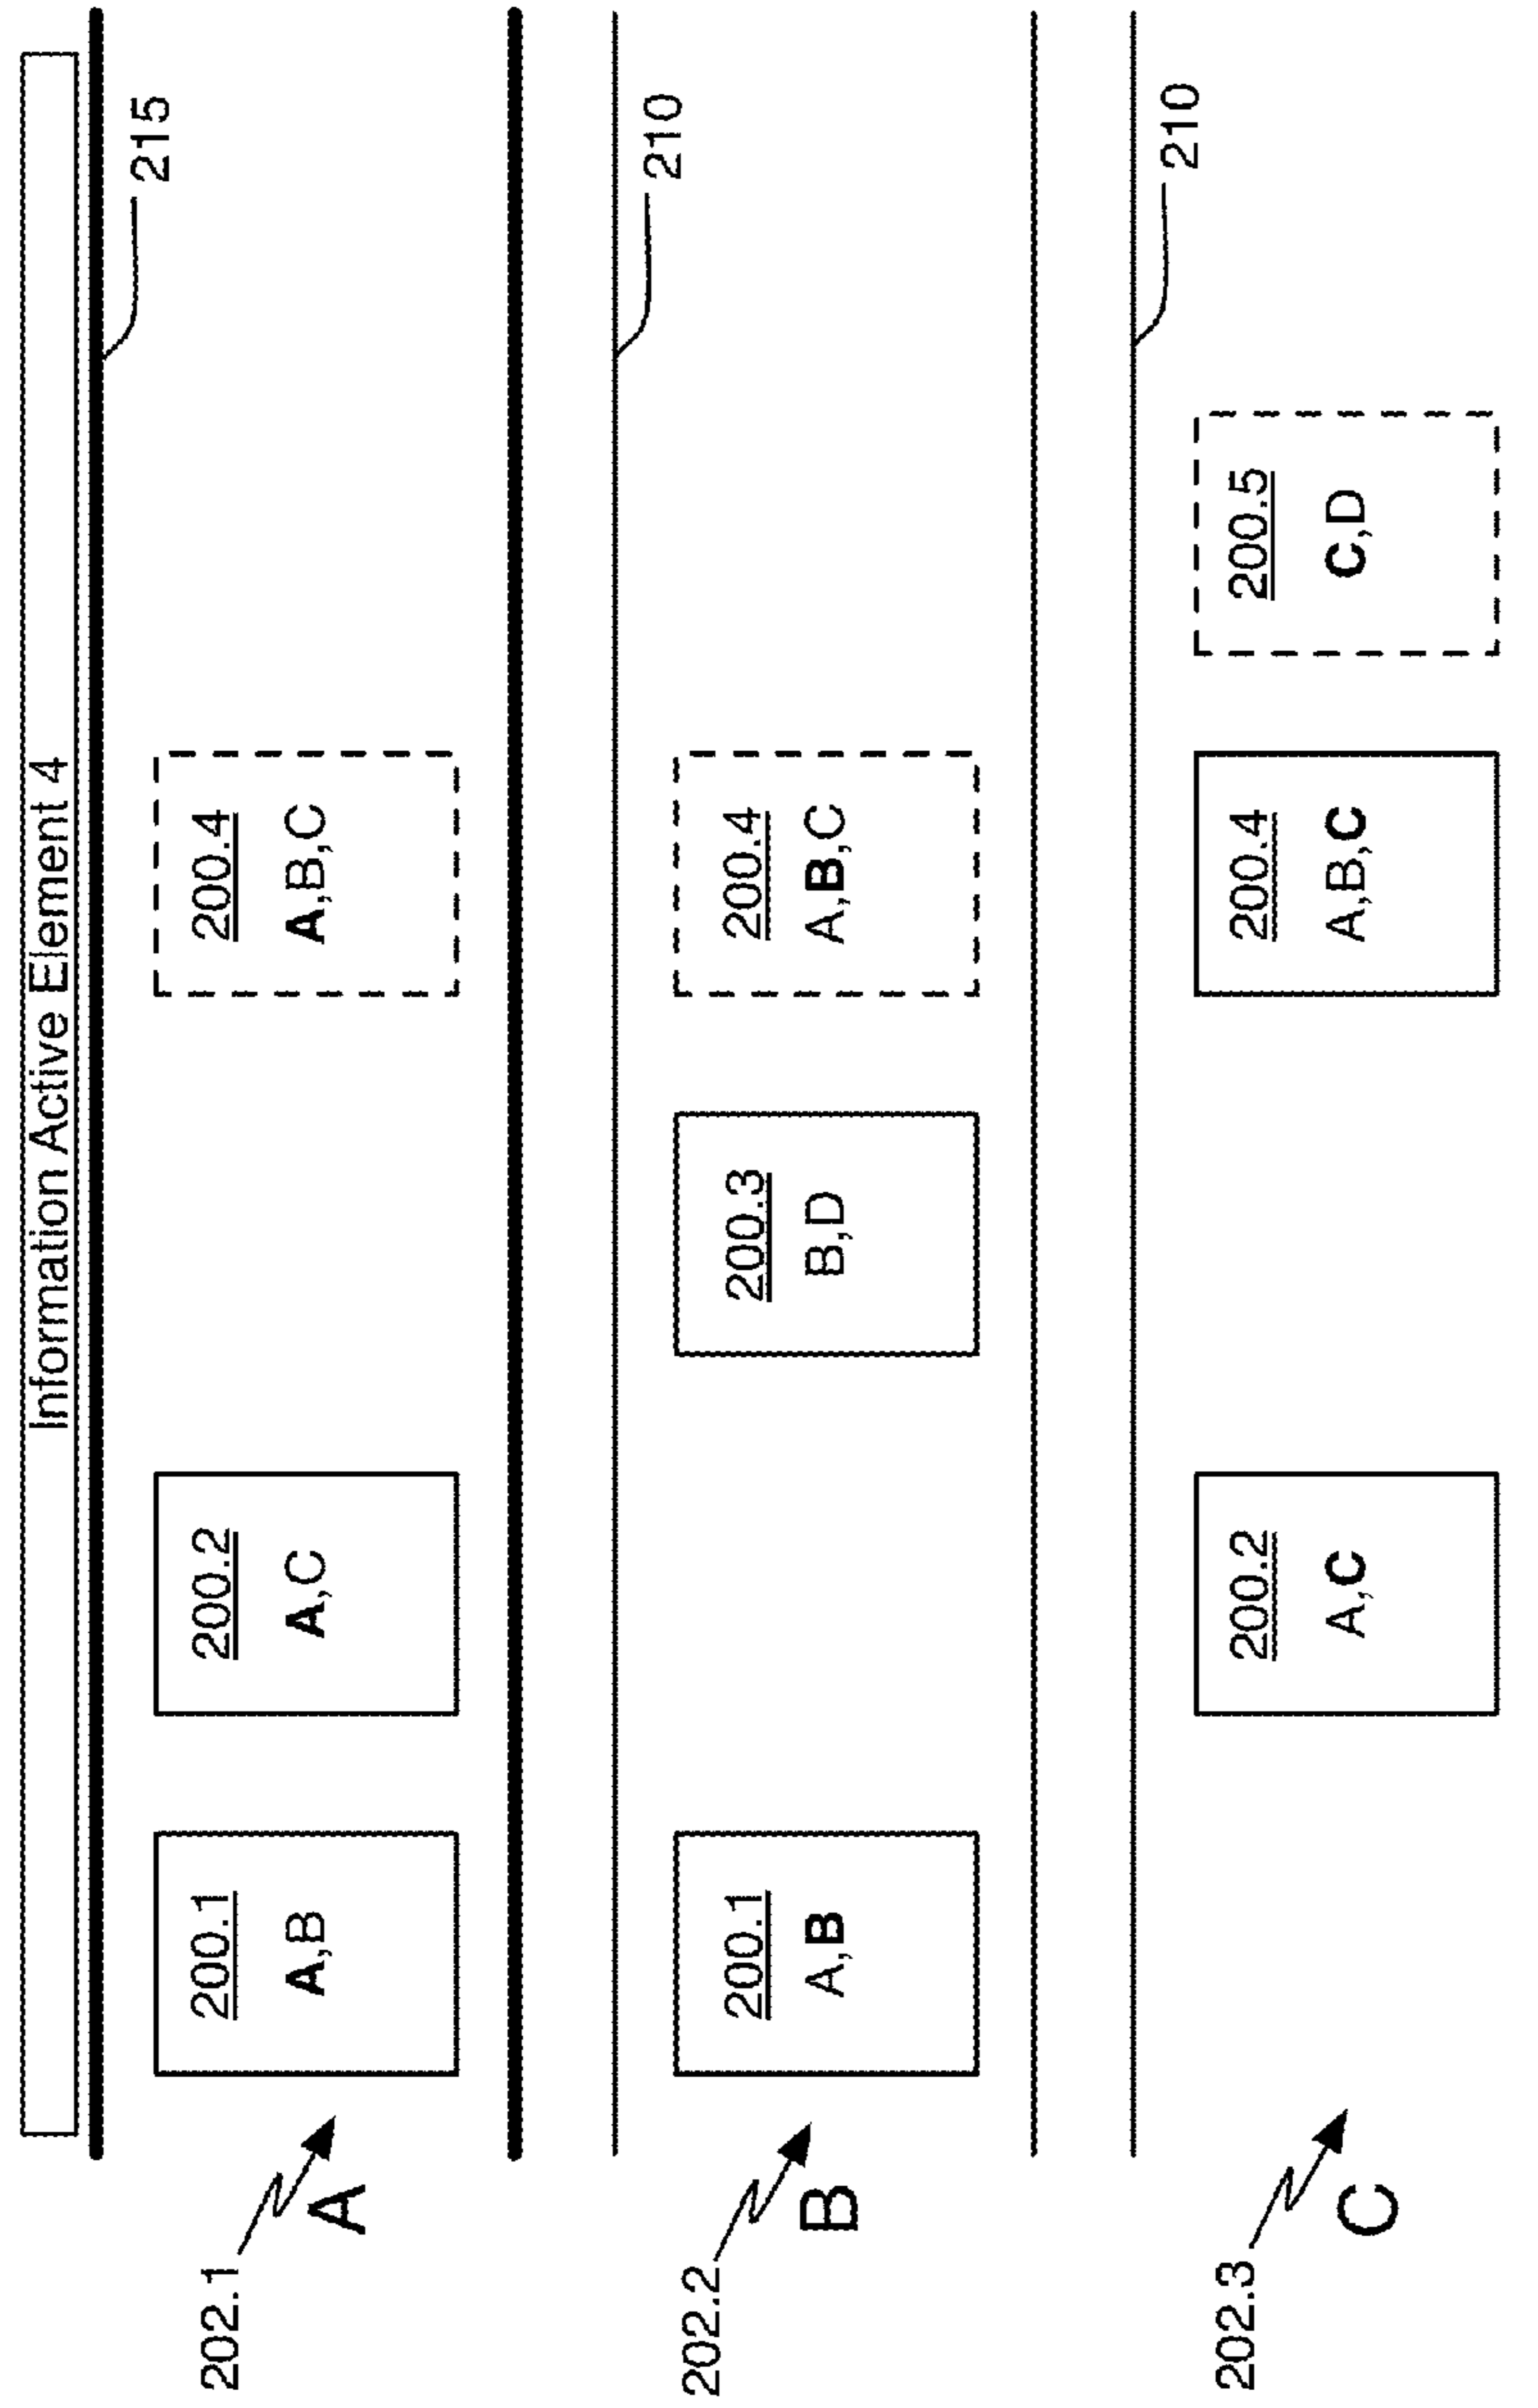 Information Active Element 4
215
202.1
A
200.1
A,B
200.2
A,C
200.4
A,B,C
210
202.2
B
200.1
A,B
200.3
B,D
200.4
A,B,C
210
202.3
C
200.2
A,C
200.4
A,B,C
200.5
C,D